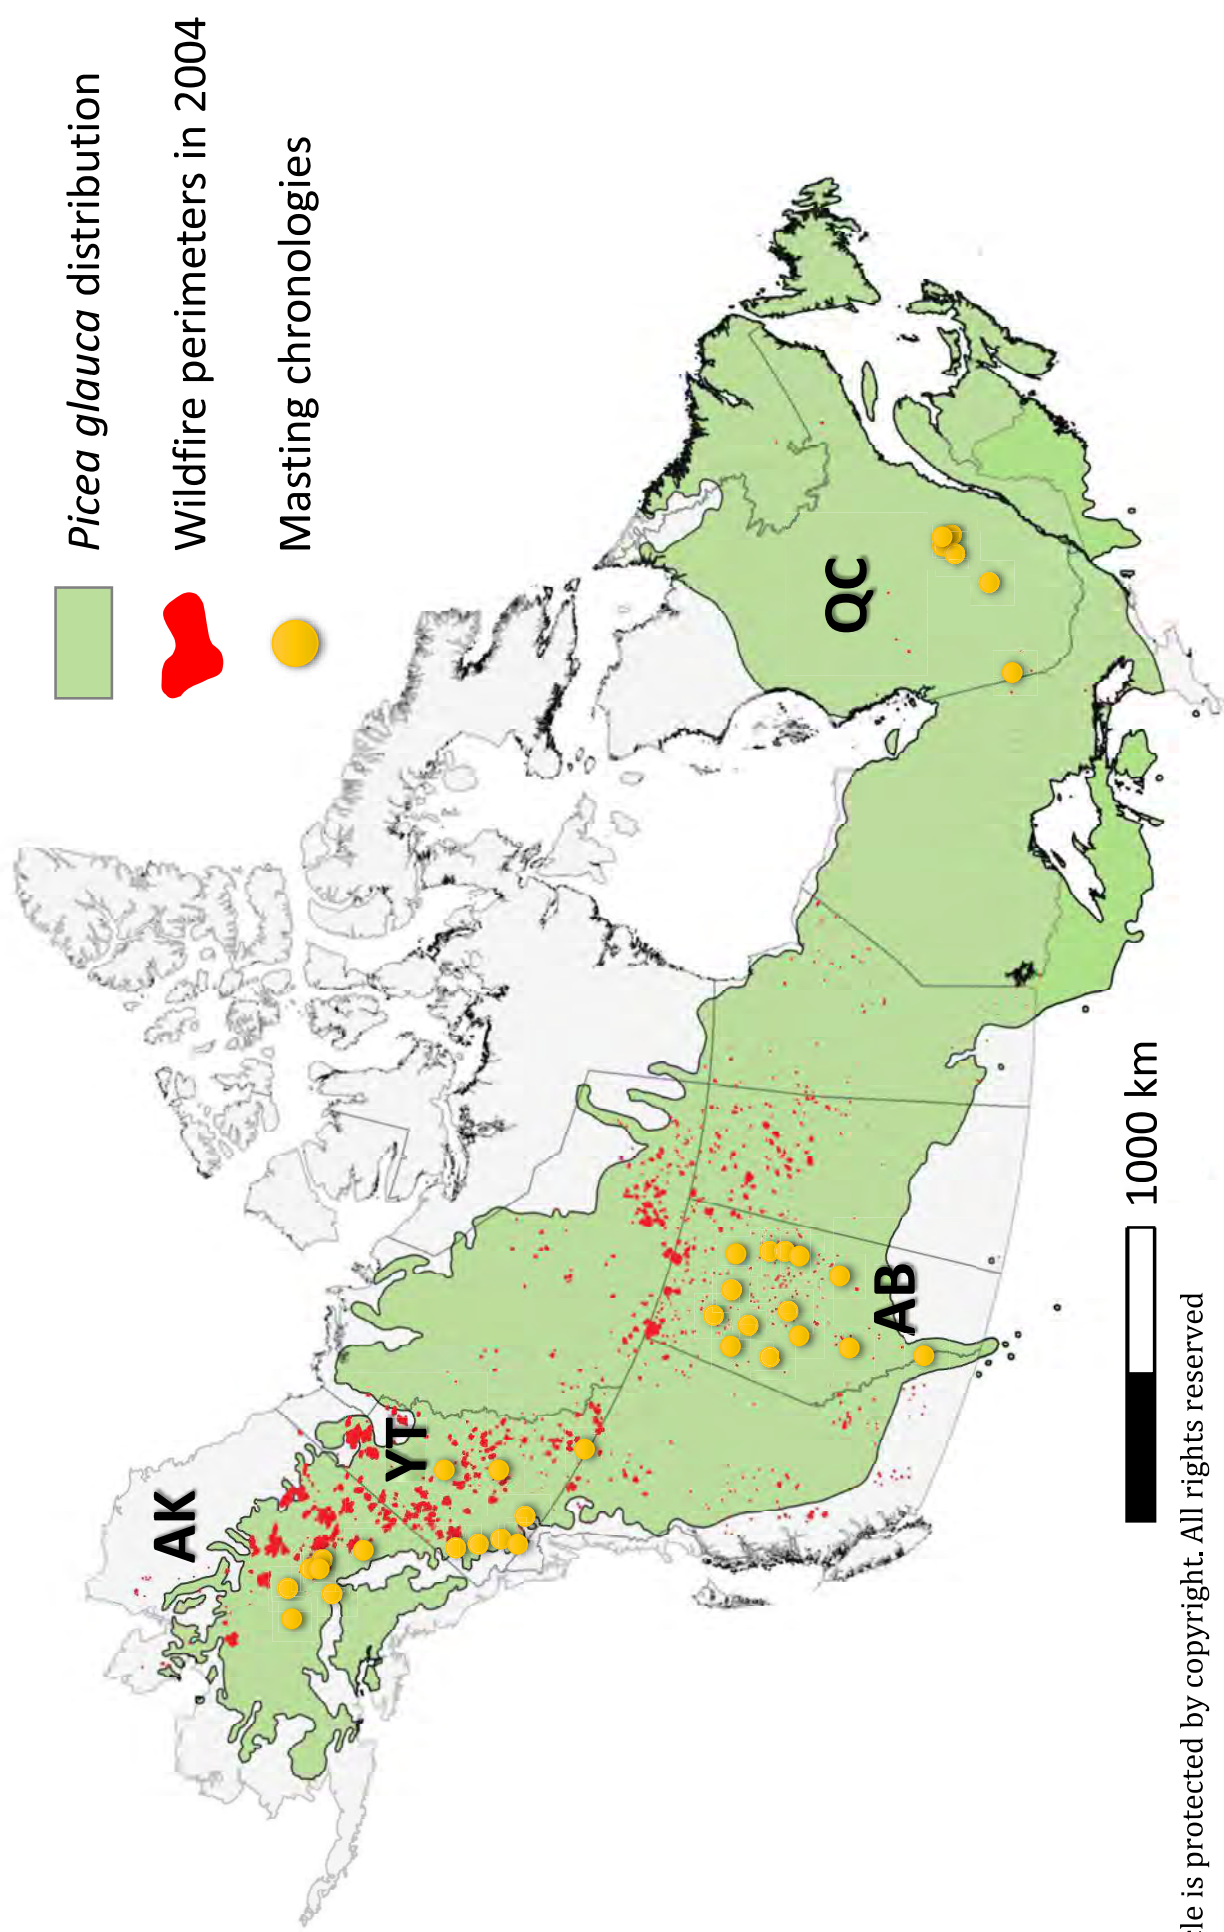 Picea glauca distribution
Wildfire perimeters in 2004
Masting chronologies
AK
YT
QC
AB
1000 km
le is protected by copyright. All rights reserved